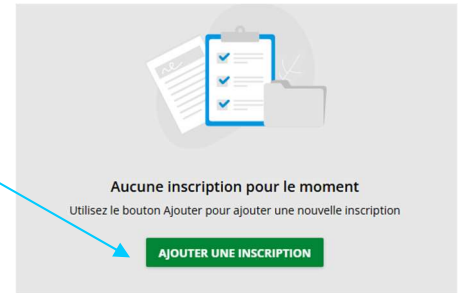 Aucune inscription pour le moment
Utilisez le bouton Ajouter pour ajouter une nouvelle inscription
AJOUTER UNE INSCRIPTION